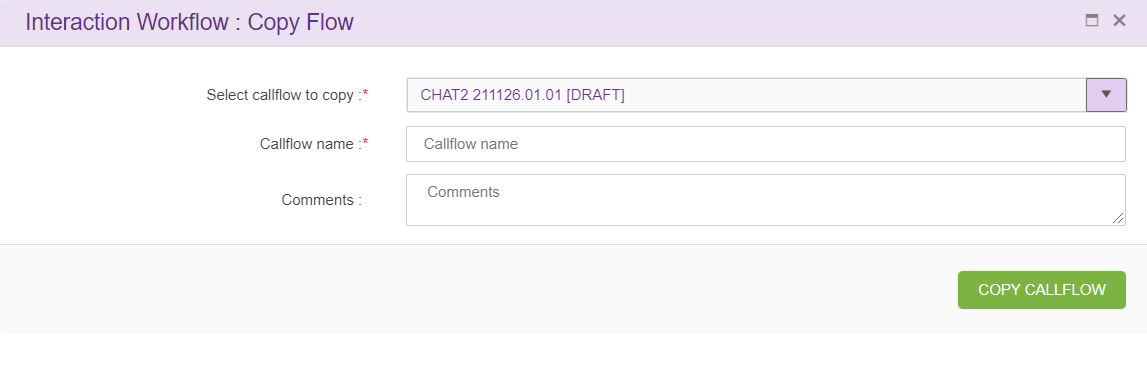 Interaction Workflow : Copy Flow
Select callflow to copy :* CHAT2 211126.01.01 [DRAFT]
Callflow name :* Callflow name
Comments : Comments
COPY CALLFLOW